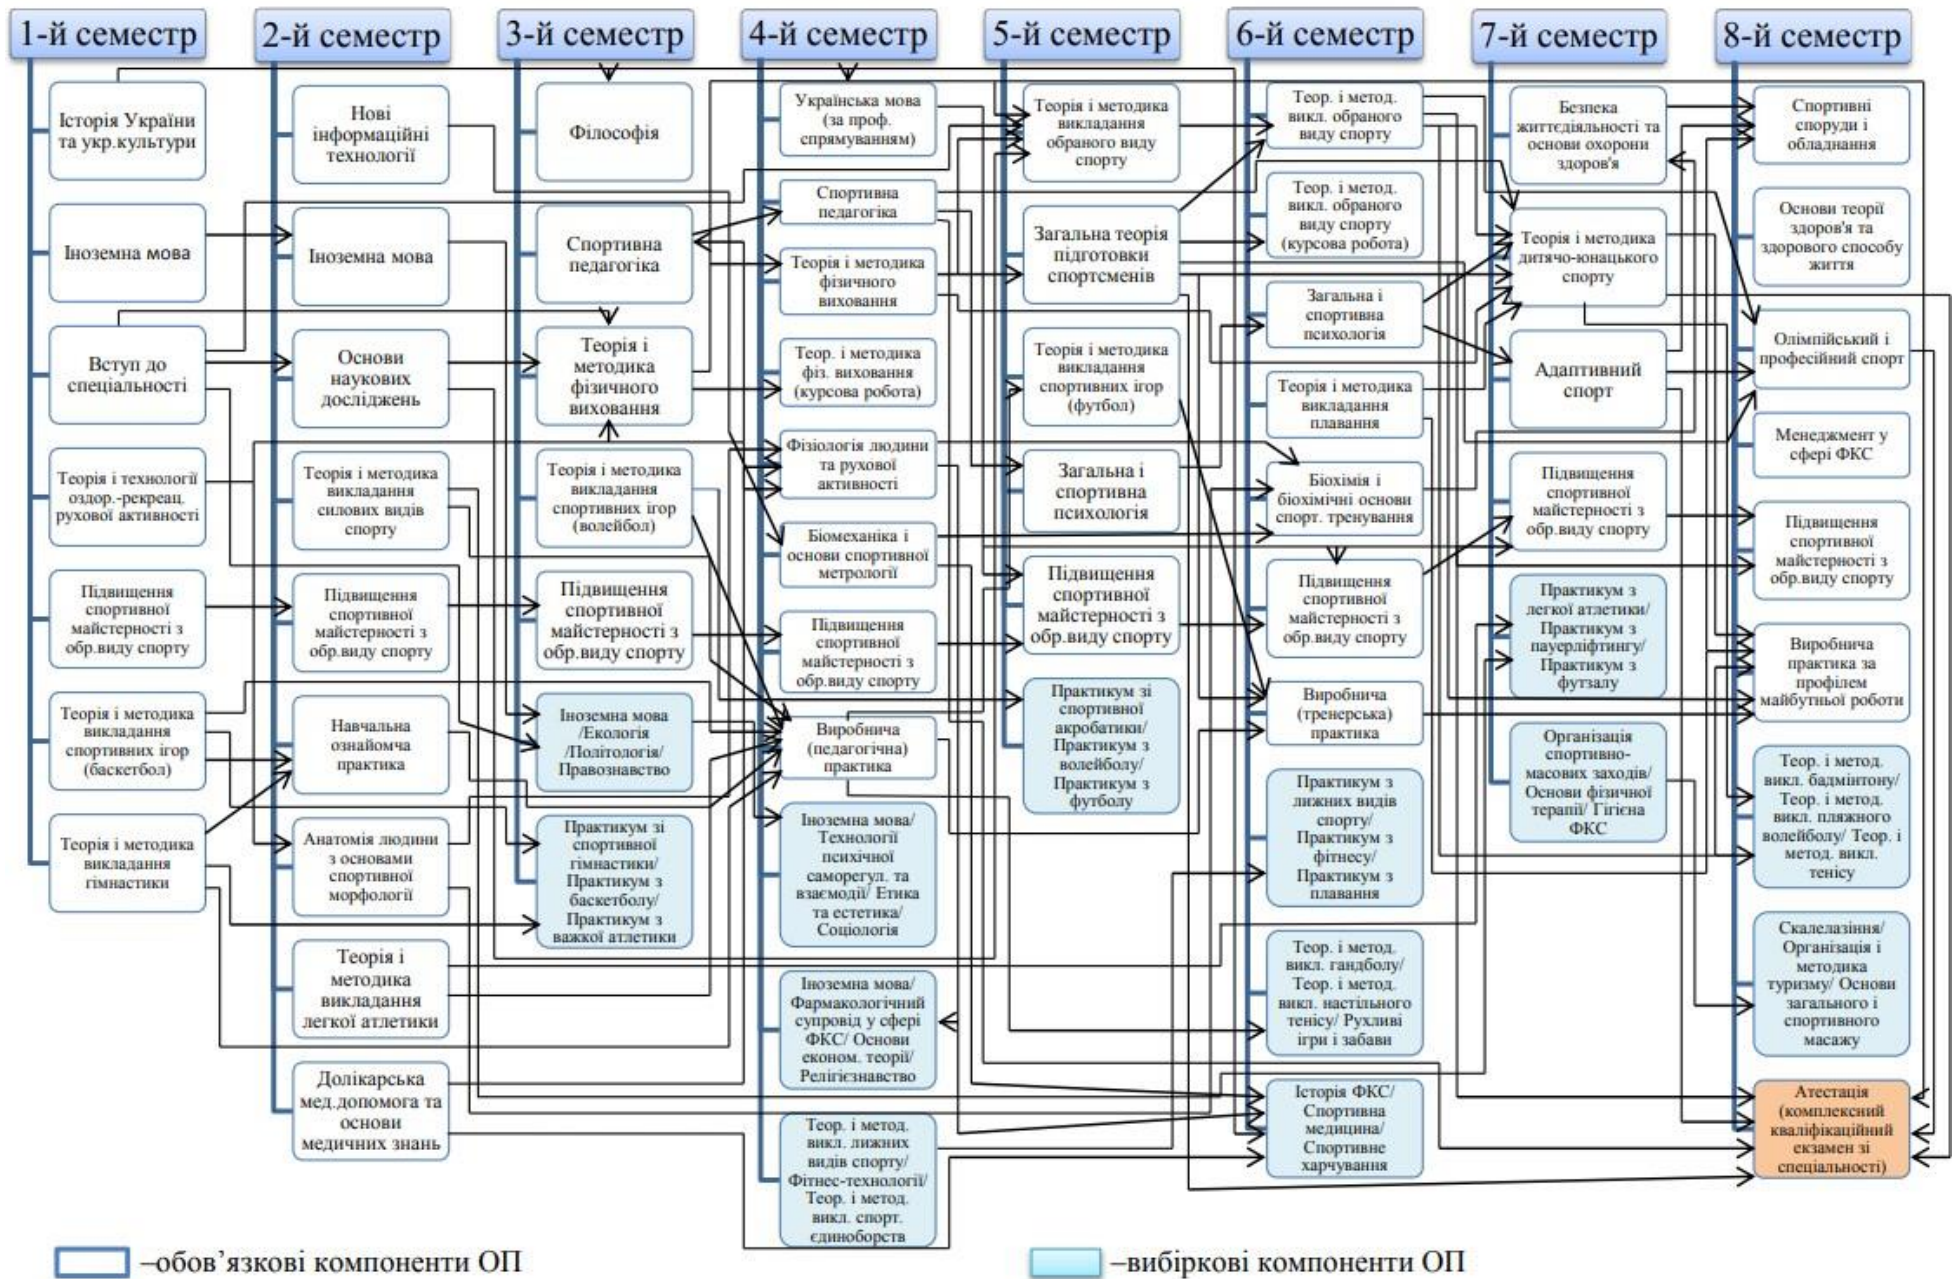 1-й семестр
Історія України
та укр.культури
Іноземна мова
Вступ до
спеціальності
Теорія і технології
оздор.-рекреац.
рухової активності
Підвищення
спортивної
майстерності з
обр.виду спорту
Теорія і методика
викладання
спортивних ігор
(баскетбол)
Теорія і методика
викладання
гімнастики
2-й семестр
Нові
інформаційні
технології
Іноземна мова
Основи
наукових
досліджень
Теорія і методика
викладання
силових видів
спорту
Підвищення
спортивної
майстерності з
обр.виду спорту
Навчальна
ознайомча
практика
Анатомія людини
з основами
спортивної
морфології
Теорія і
методика
викладання
легкої атлетики
Долікарська
мед.допомога та
основи
медичних знань
3-й семестр
Філософія
Спортивна
педагогіка
Теорія і
методика
фізичного
виховання
Теорія і методика
викладання
спортивних ігор
(волейбол)
Підвищення
спортивної
майстерності з
обр.виду спорту
Іноземна мова
/Екологія
/Політологія/
Правознавство
Практикум зі
спортивної
гімнастики/
Практикум з
баскетболу/
Практикум з
важкої атлетики
4-й семестр
Українська мова
(за проф.
спрямуванням)
Спортивна
педагогіка
Теорія і методика
фізичного
виховання
Теор. і методика
фіз. виховання
(курсова робота)
Фізіологія людини
та рухової
активності
Біомеханіка і
основи спортивної
метрології
Підвищення
спортивної
майстерності з
обр.виду спорту
Виробнича
(педагогічна)
практика
Іноземна мова/
Технології
психічної
саморегул. та
взаємодії/ Етика
та естетика/
Соціологія
Іноземна мова/
Фармакологічний
супровід у сфері
ФКС/ Основи
економ. теорії/
Релігієзнавство
Теор. і метод.
викл. лижних
видів спорту/
Фітнес-технології/
Теор. і метод.
викл. спорт.
єдиноборств
5-й семестр
Теорія і методика
викладання
обраного виду
спорту
Загальна теорія
підготовки
спортсменів
Теорія і методика
викладання
спортивних ігор
(футбол)
Загальна і
спортивна
психологія
Підвищення
спортивної
майстерності з
обр.виду спорту
Практикум зі
спортивної
акробатики/
Практикум з
волейболу/
Практикум з
футболу
6-й семестр
Теор. і метод.
викл. обраного
виду спорту
Теор. і метод.
викл. обраного
виду спорту
(курсова робота)
Загальна і
спортивна
психологія
Теорія і методика
викладання
плавання
Біохімія і
біохімічні основи
спорт. тренування
Підвищення
спортивної
майстерності з
обр.виду спорту
Виробнича
(тренерська)
практика
Практикум з
лижних видів
спорту/
Практикум з
фітнесу/
Практикум з
плавання
Теор. і метод.
викл. гандболу/
Теор. і метод.
викл. настільного
тенісу/ Рухливі
ігри і забави
Історія ФКС/
Спортивна
медицина/
Спортивне
харчування
7-й семестр
Безпека
життєдіяльності та
основи охорони
здоров'я
Теорія і методика
дитячо-юнацького
спорту
Адаптивний
спорт
Підвищення
спортивної
майстерності з
обр.виду спорту
Практикум з
легкої атлетики/
Практикум з
пауерліфтингу/
Практикум з
футзалу
Організація
спортивно-
масових заходів/
Основи фізичної
терапії/ Гігієна
ФКС
8-й семестр
Спортивні
споруди і
обладнання
Основи теорії
здоров'я та
здорового способу
життя
Олімпійський і
професійний спорт
Менеджмент у
сфері ФКС
Підвищення
спортивної
майстерності з
обр.виду спорту
Виробнича
практика за
профілем
майбутньої роботи
Теор. і метод.
викл. бадмінтону/
Теор. і метод.
викл. пляжного
волейболу/ Теор. і
метод. викл.
тенісу
Скалелазіння/
Організація і
методика
туризму/ Основи
загального і
спортивного
масажу
Атестація
(комплексний
кваліфікаційний
екзамен зі
спеціальності)
–обов’язкові компоненти ОП
–вибіркові компоненти ОП